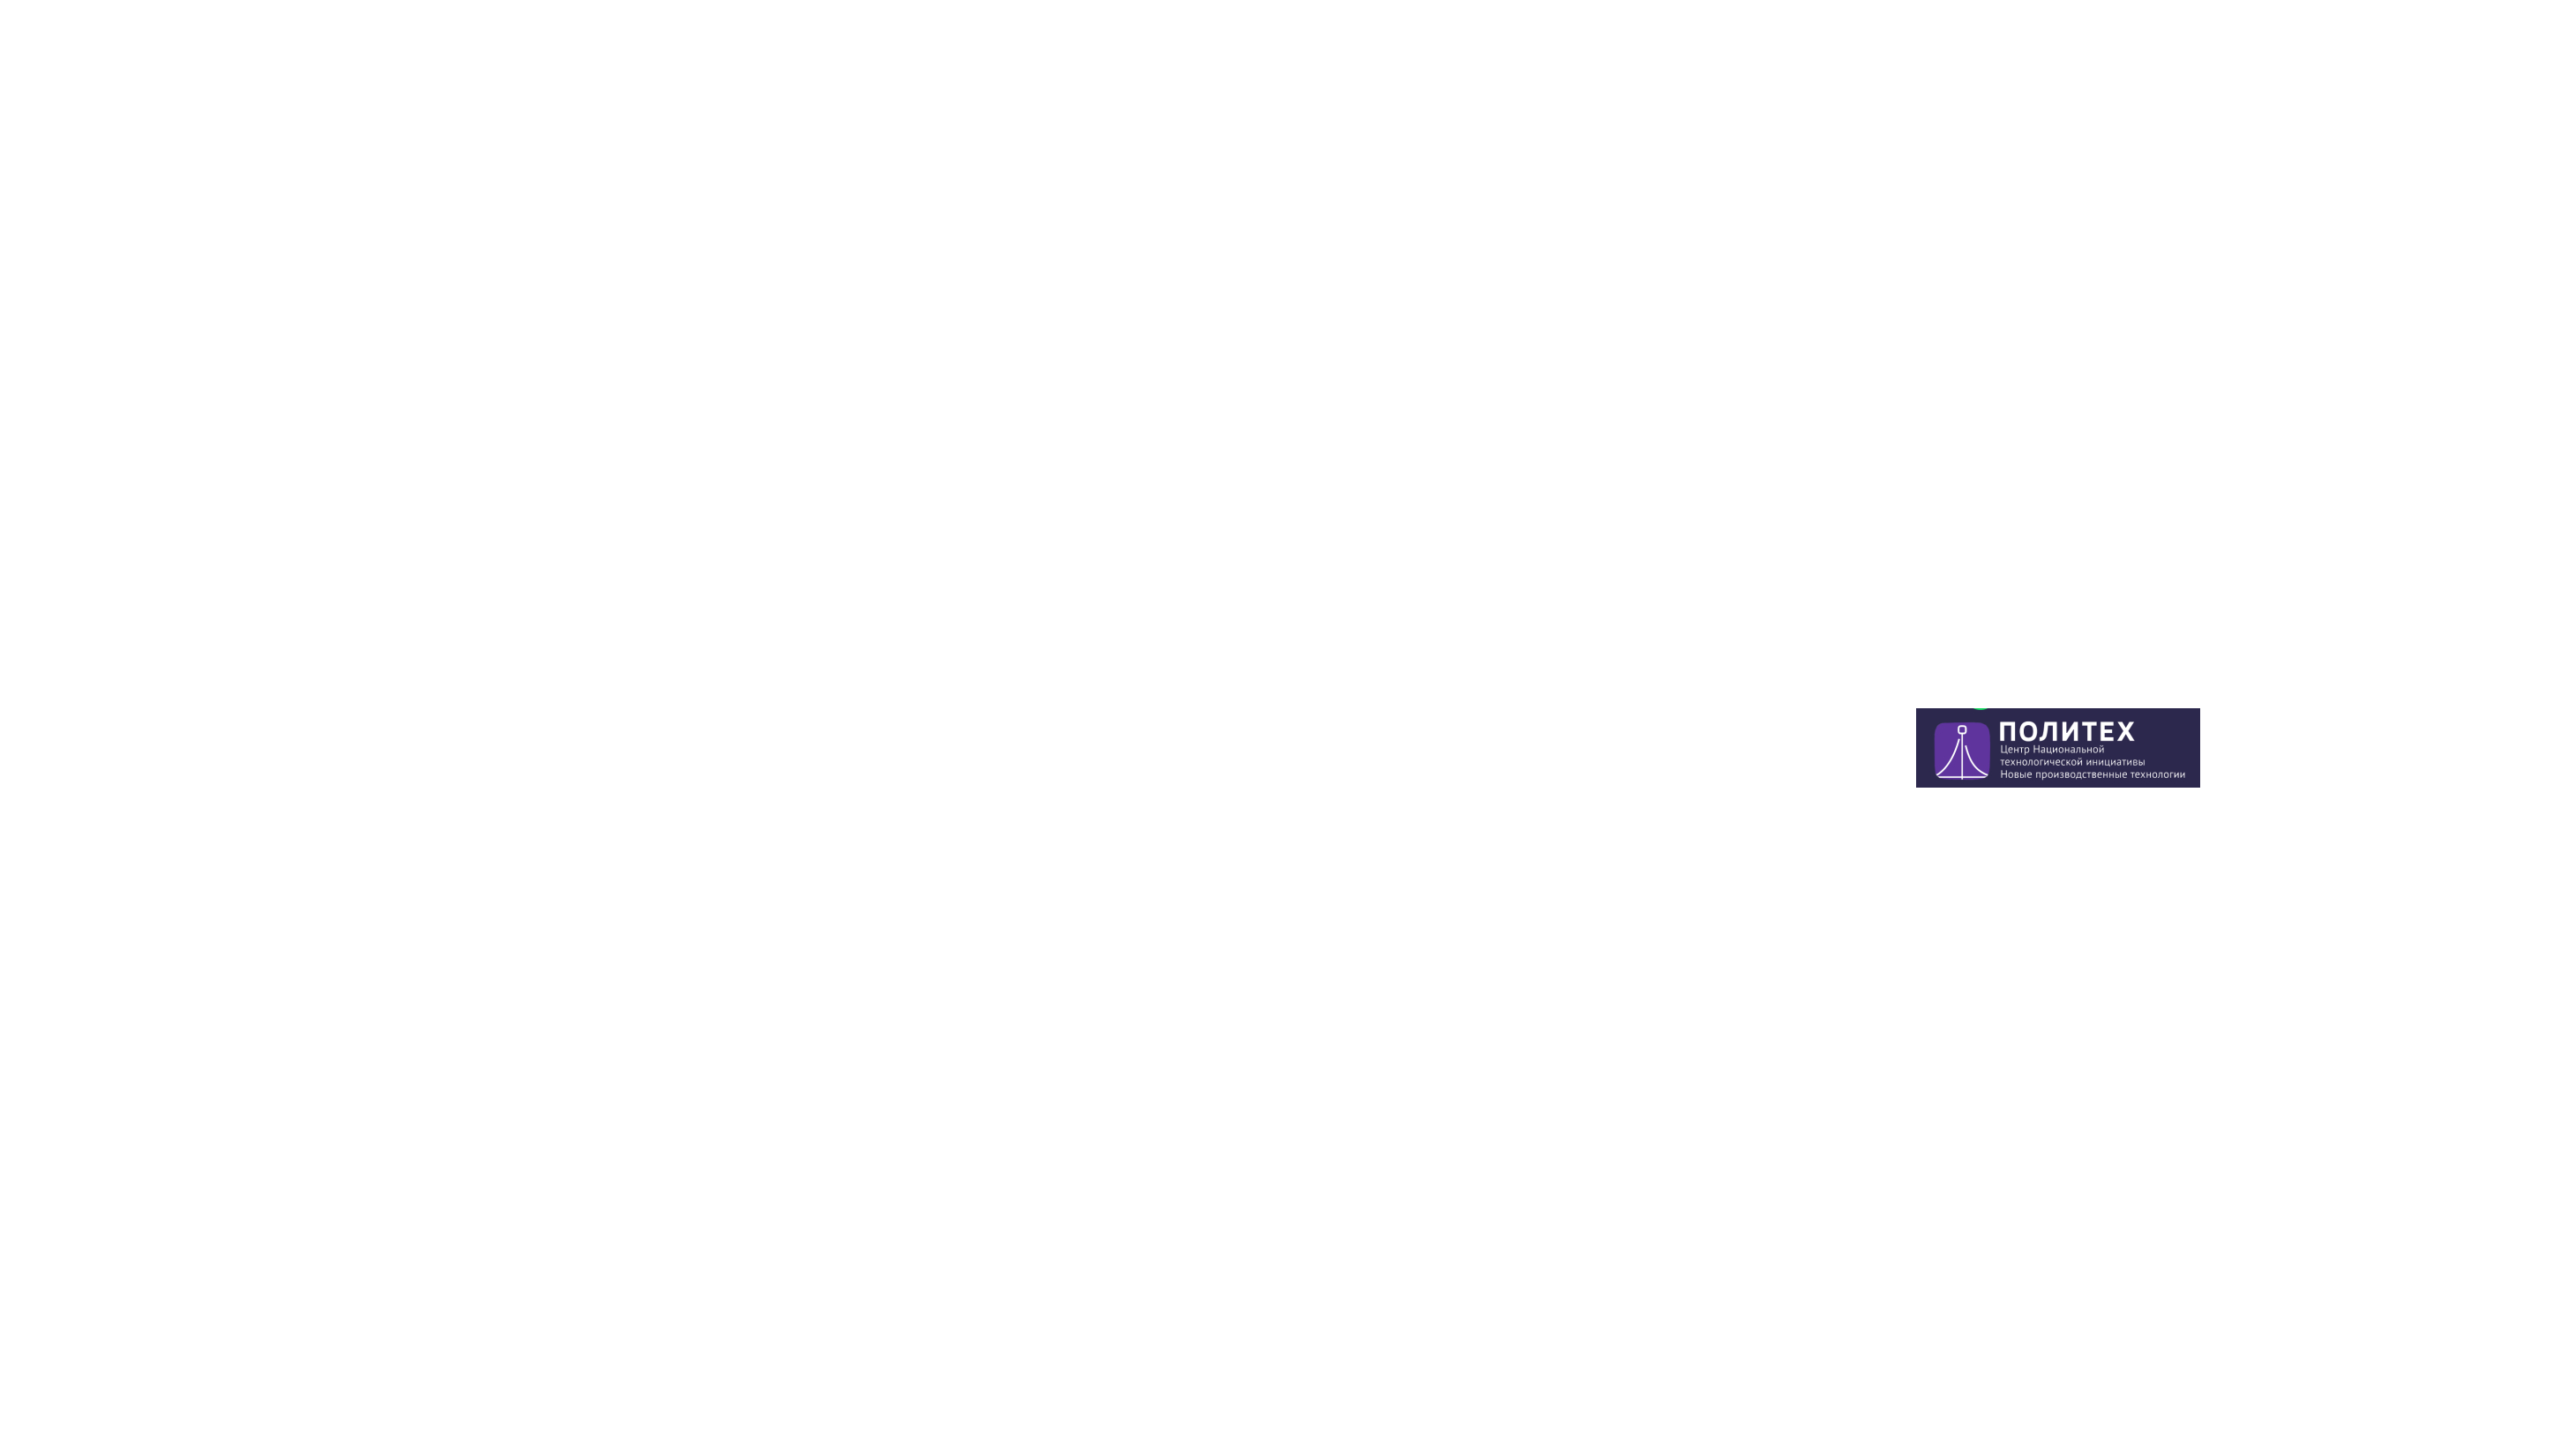 ПОЛИТЕХ
Центр Национальной
технологической инициативы
Новые производственные технологии